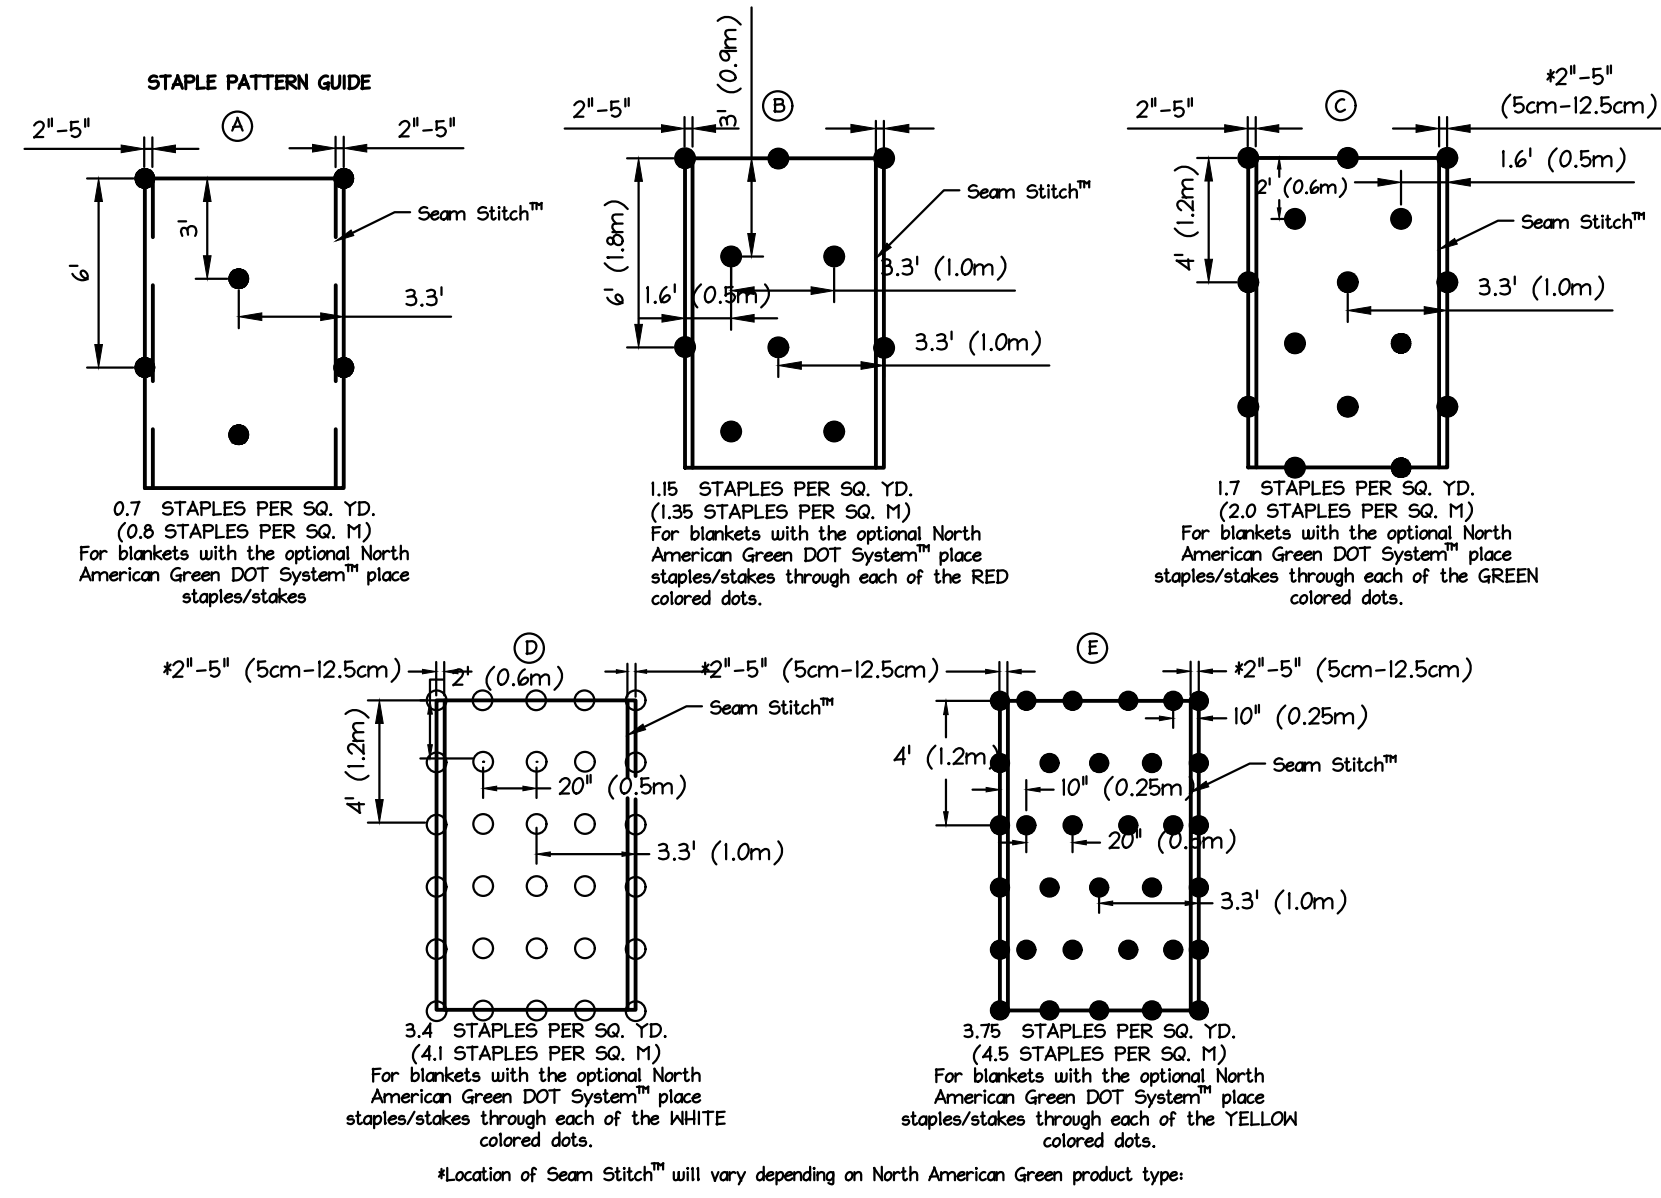 STAPLE PATTERN GUIDE
A
2"-5"
2"-5"
3'
6'
Seam Stitch™
3.3'
0.7 STAPLES PER SQ. YD.
(0.8 STAPLES PER SQ. M)
For blankets with the optional North
American Green DOT System™ place
staples/stakes
B
3' (0.9m)
2"-5"
Seam Stitch™
6' (1.8m)
3.3' (1.0m)
1.6' (0.5m)
3.3' (1.0m)
1.15 STAPLES PER SQ. YD.
(1.35 STAPLES PER SQ. M)
For blankets with the optional North
American Green DOT System™ place
staples/stakes through each of the RED
colored dots.
C
2"-5"
*2"-5"
(5cm-12.5cm)
1.6' (0.5m)
2' (0.6m)
4' (1.2m)
Seam Stitch™
3.3' (1.0m)
1.7 STAPLES PER SQ. YD.
(2.0 STAPLES PER SQ. M)
For blankets with the optional North
American Green DOT System™ place
staples/stakes through each of the GREEN
colored dots.
D
*2"-5" (5cm-12.5cm)
2' (0.6m)
*2"-5" (5cm-12.5cm)
Seam Stitch™
4' (1.2m)
20" (0.5m)
3.3' (1.0m)
3.4 STAPLES PER SQ. YD.
(4.1 STAPLES PER SQ. M)
For blankets with the optional North
American Green DOT System™ place
staples/stakes through each of the WHITE
colored dots.
E
*2"-5" (5cm-12.5cm)
10" (0.25m)
4' (1.2m)
Seam Stitch™
10" (0.25m)
20" (0.5m)
3.3' (1.0m)
3.75 STAPLES PER SQ. YD.
(4.5 STAPLES PER SQ. M)
For blankets with the optional North
American Green DOT System™ place
staples/stakes through each of the YELLOW
colored dots.
*Location of Seam Stitch™ will vary depending on North American Green product type: